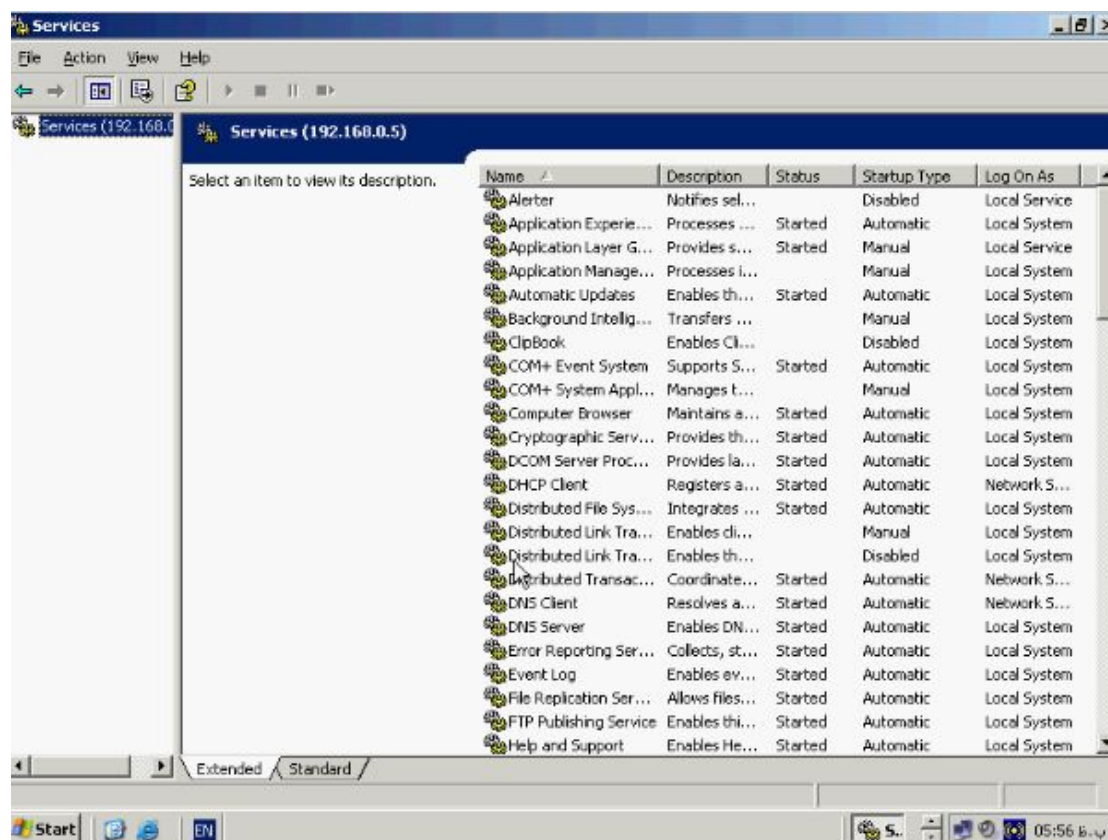 Services
File Action View Help
Services (192.168.0
Services (192.168.0.5)
Select an item to view its description.
Name Description Status Startup Type Log On As
Alerter Notifies sel... Disabled Local Service
Application Experie... Processes ... Started Automatic Local System
Application Layer G... Provides s... Started Manual Local Service
Application Manage... Processes i... Manual Local System
Automatic Updates Enables th... Started Automatic Local System
Background Intellig... Transfers ... Manual Local System
ClipBook Enables Cli... Disabled Local System
COM+ Event System Supports S... Started Automatic Local System
COM+ System Appl... Manages t... Manual Local System
Computer Browser Maintains a... Started Automatic Local System
Cryptographic Serv... Provides th... Started Automatic Local System
DCOM Server Proc... Provides la... Started Automatic Local System
DHCP Client Registers a... Started Automatic Network S...
Distributed File Sys... Integrates ... Started Automatic Local System
Distributed Link Tra... Enables cli... Manual Local System
Distributed Link Tra... Enables th... Disabled Local System
Distributed Transac... Coordinate... Started Automatic Network S...
DNS Client Resolves a... Started Automatic Network S...
DNS Server Enables DN... Started Automatic Local System
Error Reporting Ser... Collects, st... Started Automatic Local System
Event Log Enables ev... Started Automatic Local System
File Replication Ser... Allows files... Started Automatic Local System
FTP Publishing Service Enables thi... Started Automatic Local System
Help and Support Enables He... Started Automatic Local System
Extended Standard
Start EN S... 05:56